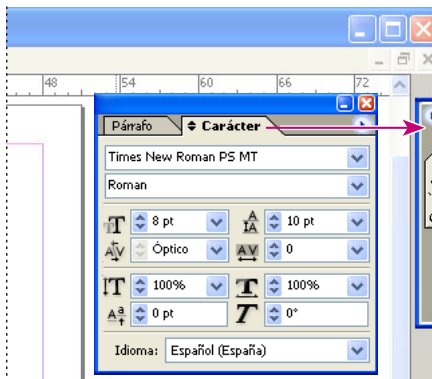 48 54 60 66 72
Párrafo Carácter
Times New Roman PS MT
Roman
8 pt 10 pt
Óptico 0
100% 100%
0 pt 0°
Idioma: Español (España)